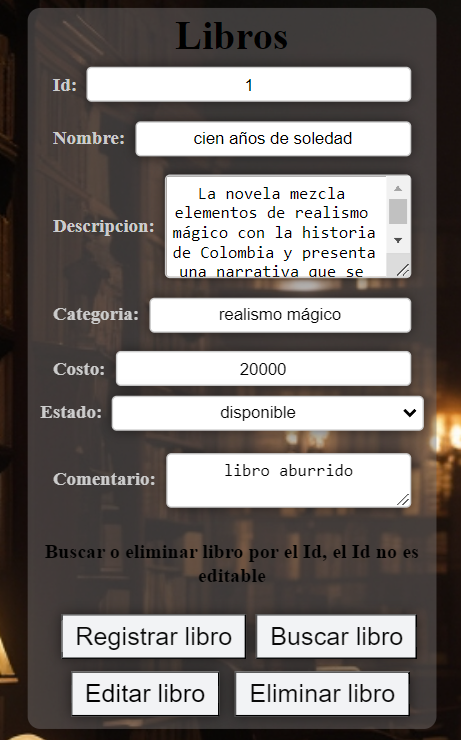 Libros
Id: 1
Nombre: cien años de soledad
Descripcion: La novela mezcla
elementos de realismo
mágico con la historia
de Colombia y presenta
una narrativa que se
Categoria: realismo mágico
Costo: 20000
Estado: disponible
Comentario: libro aburrido
Buscar o eliminar libro por el Id, el Id no es
editable
Registrar libro Buscar libro
Editar libro Eliminar libro